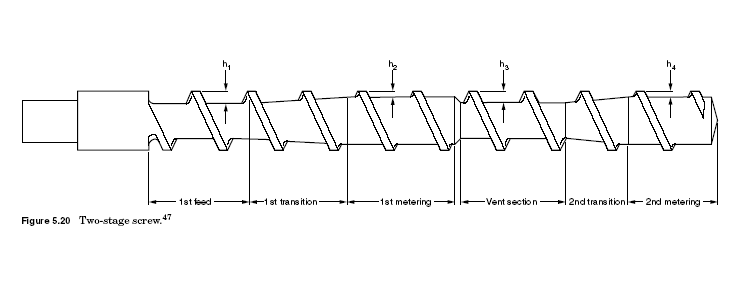 h1 h2 h3 h4
1st feed 1st transition 1st metering Vent section 2nd transition 2nd metering
Figure 5.20 Two-stage screw.47